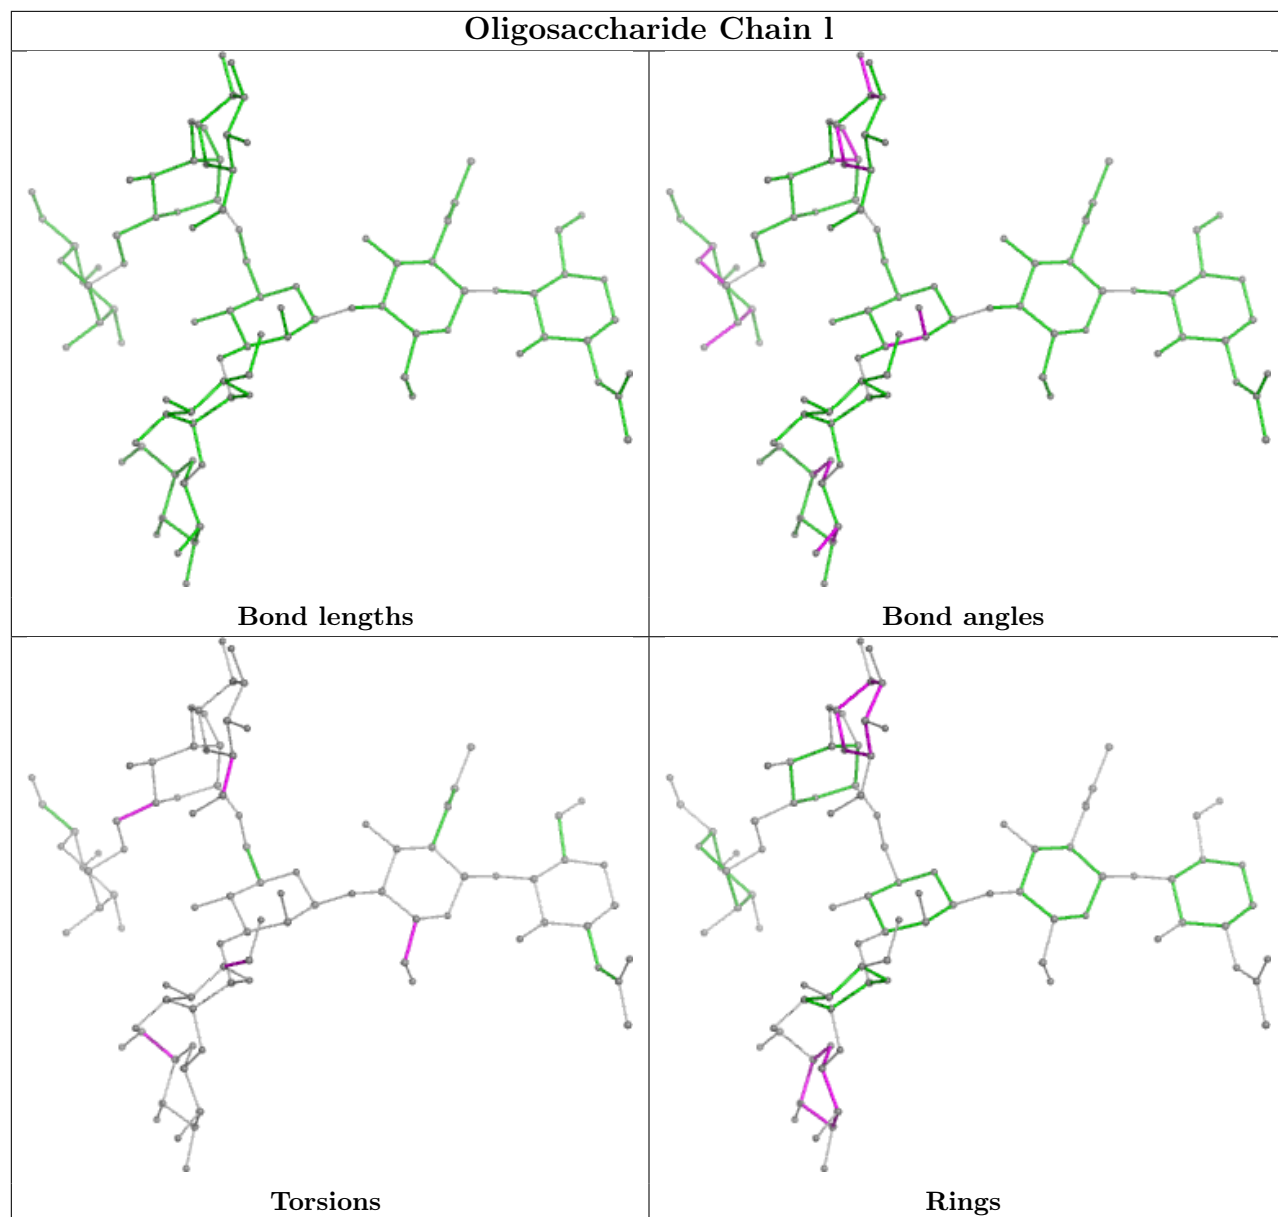 Oligosaccharide Chain l
Bond lengths
Bond angles
Torsions
Rings